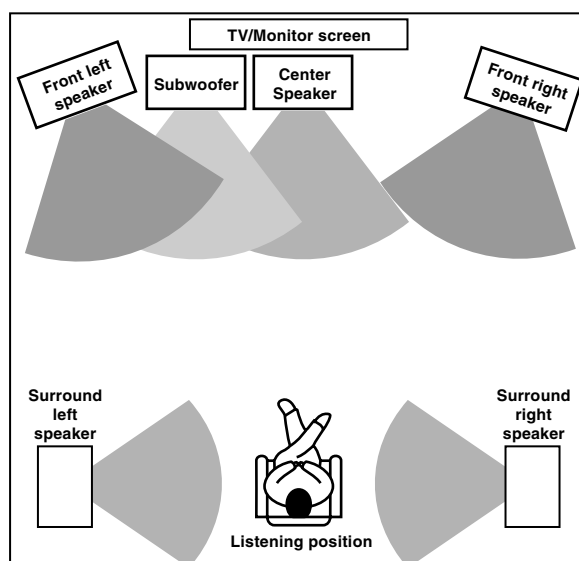 TV/Monitor screen
Front left
speaker
Subwoofer
Center
Speaker
Front right
speaker
Surround
left
speaker
Surround
right
speaker
Listening position